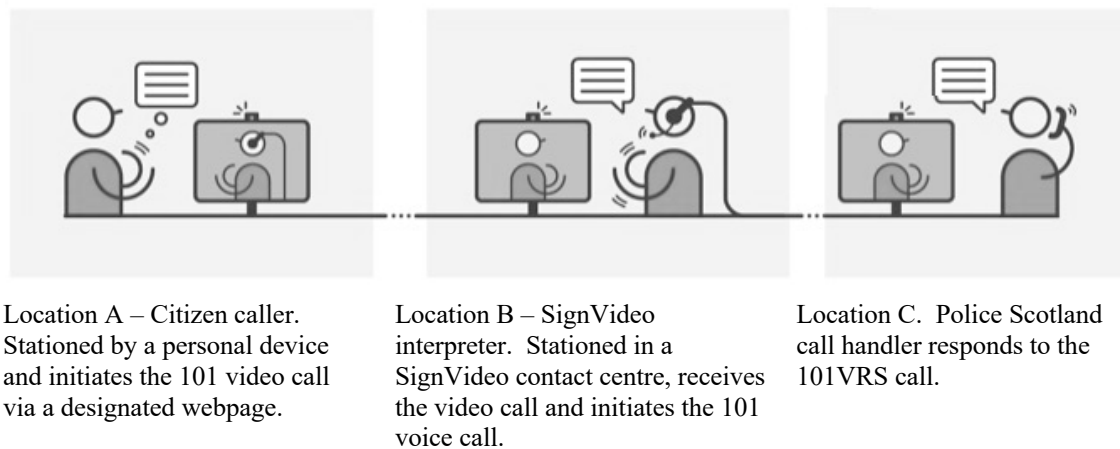 Location A – Citizen caller.
Stationed by a personal device
and initiates the 101 video call
via a designated webpage.
Location B – SignVideo
interpreter.  Stationed in a
SignVideo contact centre, receives
the video call and initiates the 101
voice call.
Location C.  Police Scotland
call handler responds to the
101VRS call.